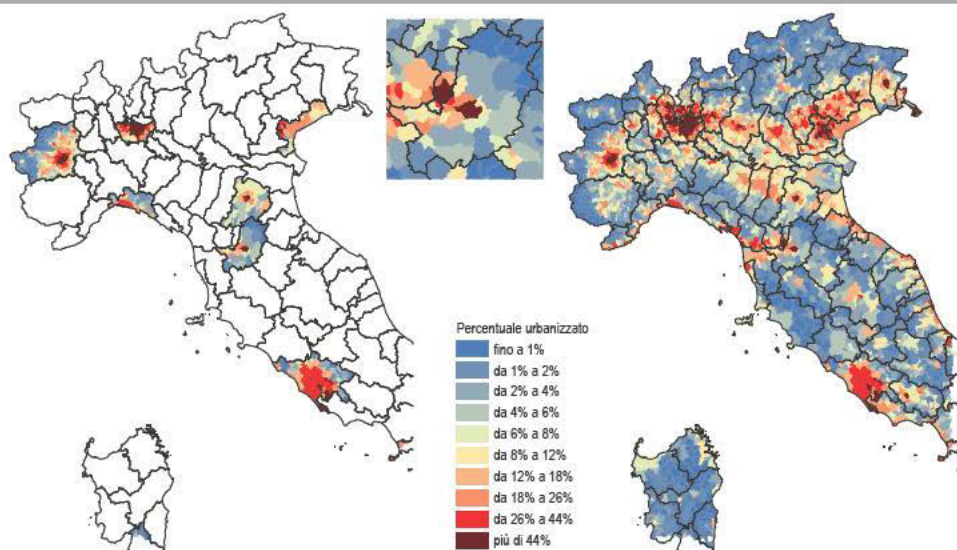 Percentuale urbanizzato
fino a 1%
da 1% a 2%
da 2% a 4%
da 4% a 6%
da 6% a 8%
da 8% a 12%
da 12% a 18%
da 18% a 26%
da 26% a 44%
più di 44%